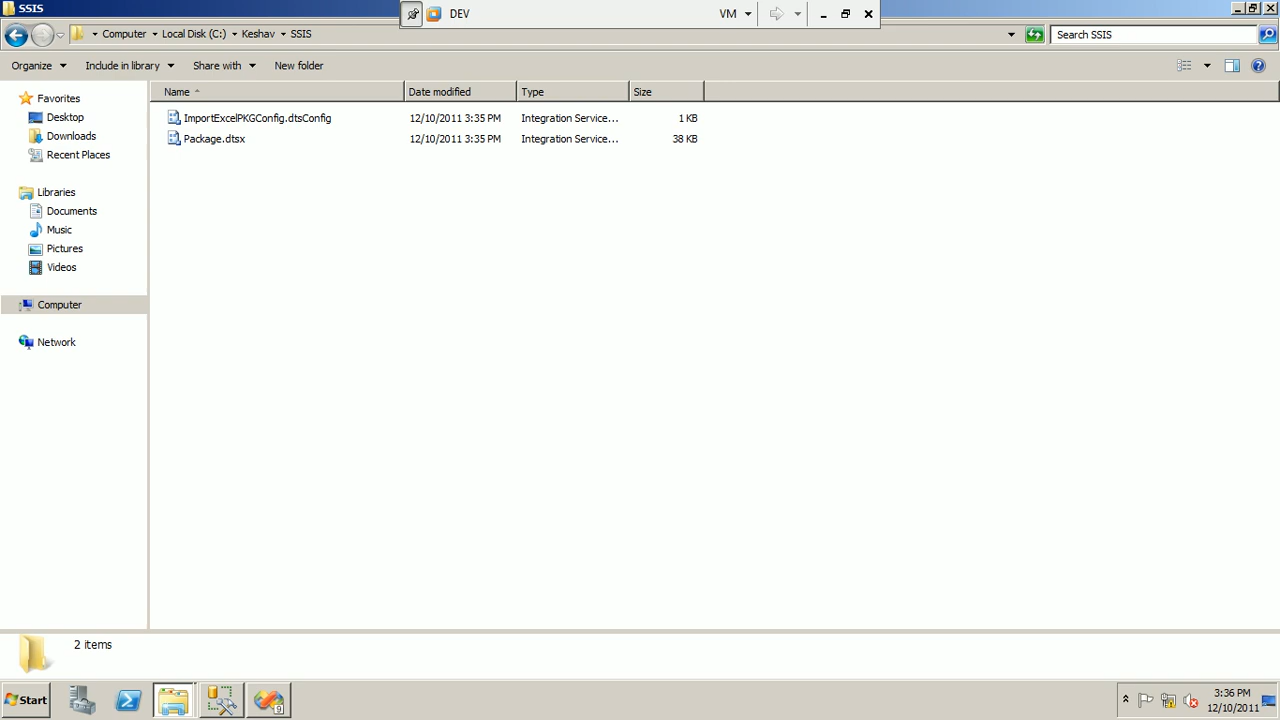 SSIS
DEV
VM
Computer
Local Disk (C:)
Keshav
SSIS
Search SSIS
Organize
Include in library
Share with
New folder
Name
Date modified
Type
Size
Favorites
Desktop
Downloads
Recent Places
Libraries
Documents
Music
Pictures
Videos
Computer
Network
ImportExcelPKGConfig.dtsConfig 12/10/2011 3:35 PM Integration Service... 1 KB
Package.dtsx 12/10/2011 3:35 PM Integration Service... 38 KB
2 items
Start
9
3:36 PM
12/10/2011